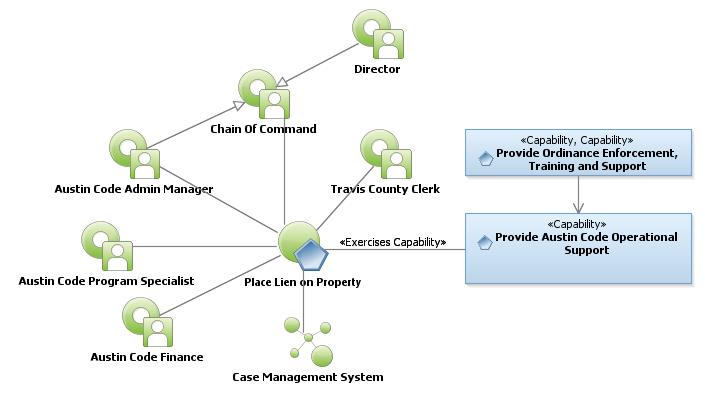 Director
Chain Of Command
Austin Code Admin Manager
Travis County Clerk
«Capability, Capability»
Provide Ordinance Enforcement,
Training and Support
«Capability»
Provide Austin Code Operational
Support
«Exercises Capability»
Austin Code Program Specialist
Place Lien on Property
Austin Code Finance
Case Management System